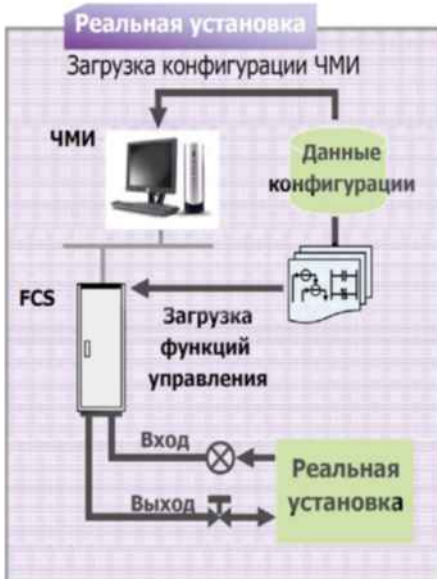 Реальная установка
Загрузка конфигурации ЧМИ
ЧМИ
Данные
конфигурации
FCS
Загрузка
функций
управления
Вход
Выход
Реальная
установка